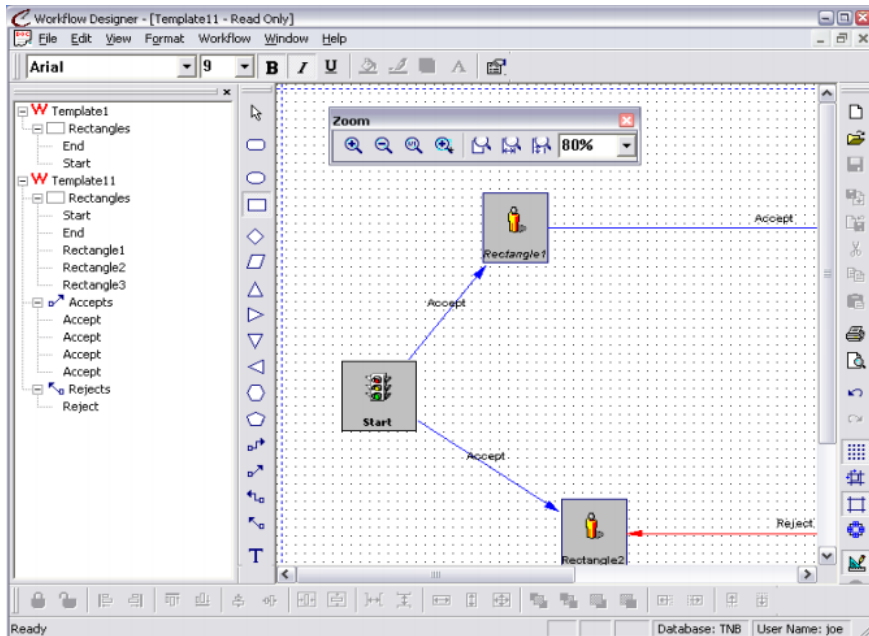 Workflow Designer - [Template11 - Read Only]
File Edit View Format Workflow Window Help
Arial 9 B I U A
Template1
Rectangles
End
Start
Template11
Rectangles
Start
End
Rectangle1
Rectangle2
Rectangle3
Accepts
Accept
Accept
Accept
Accept
Rejects
Reject
T
Zoom
80%
Rectangle1
Accept
Accept
Start
Accept
Rectangle2
Reject
Ready
Database: TNB
User Name: joe